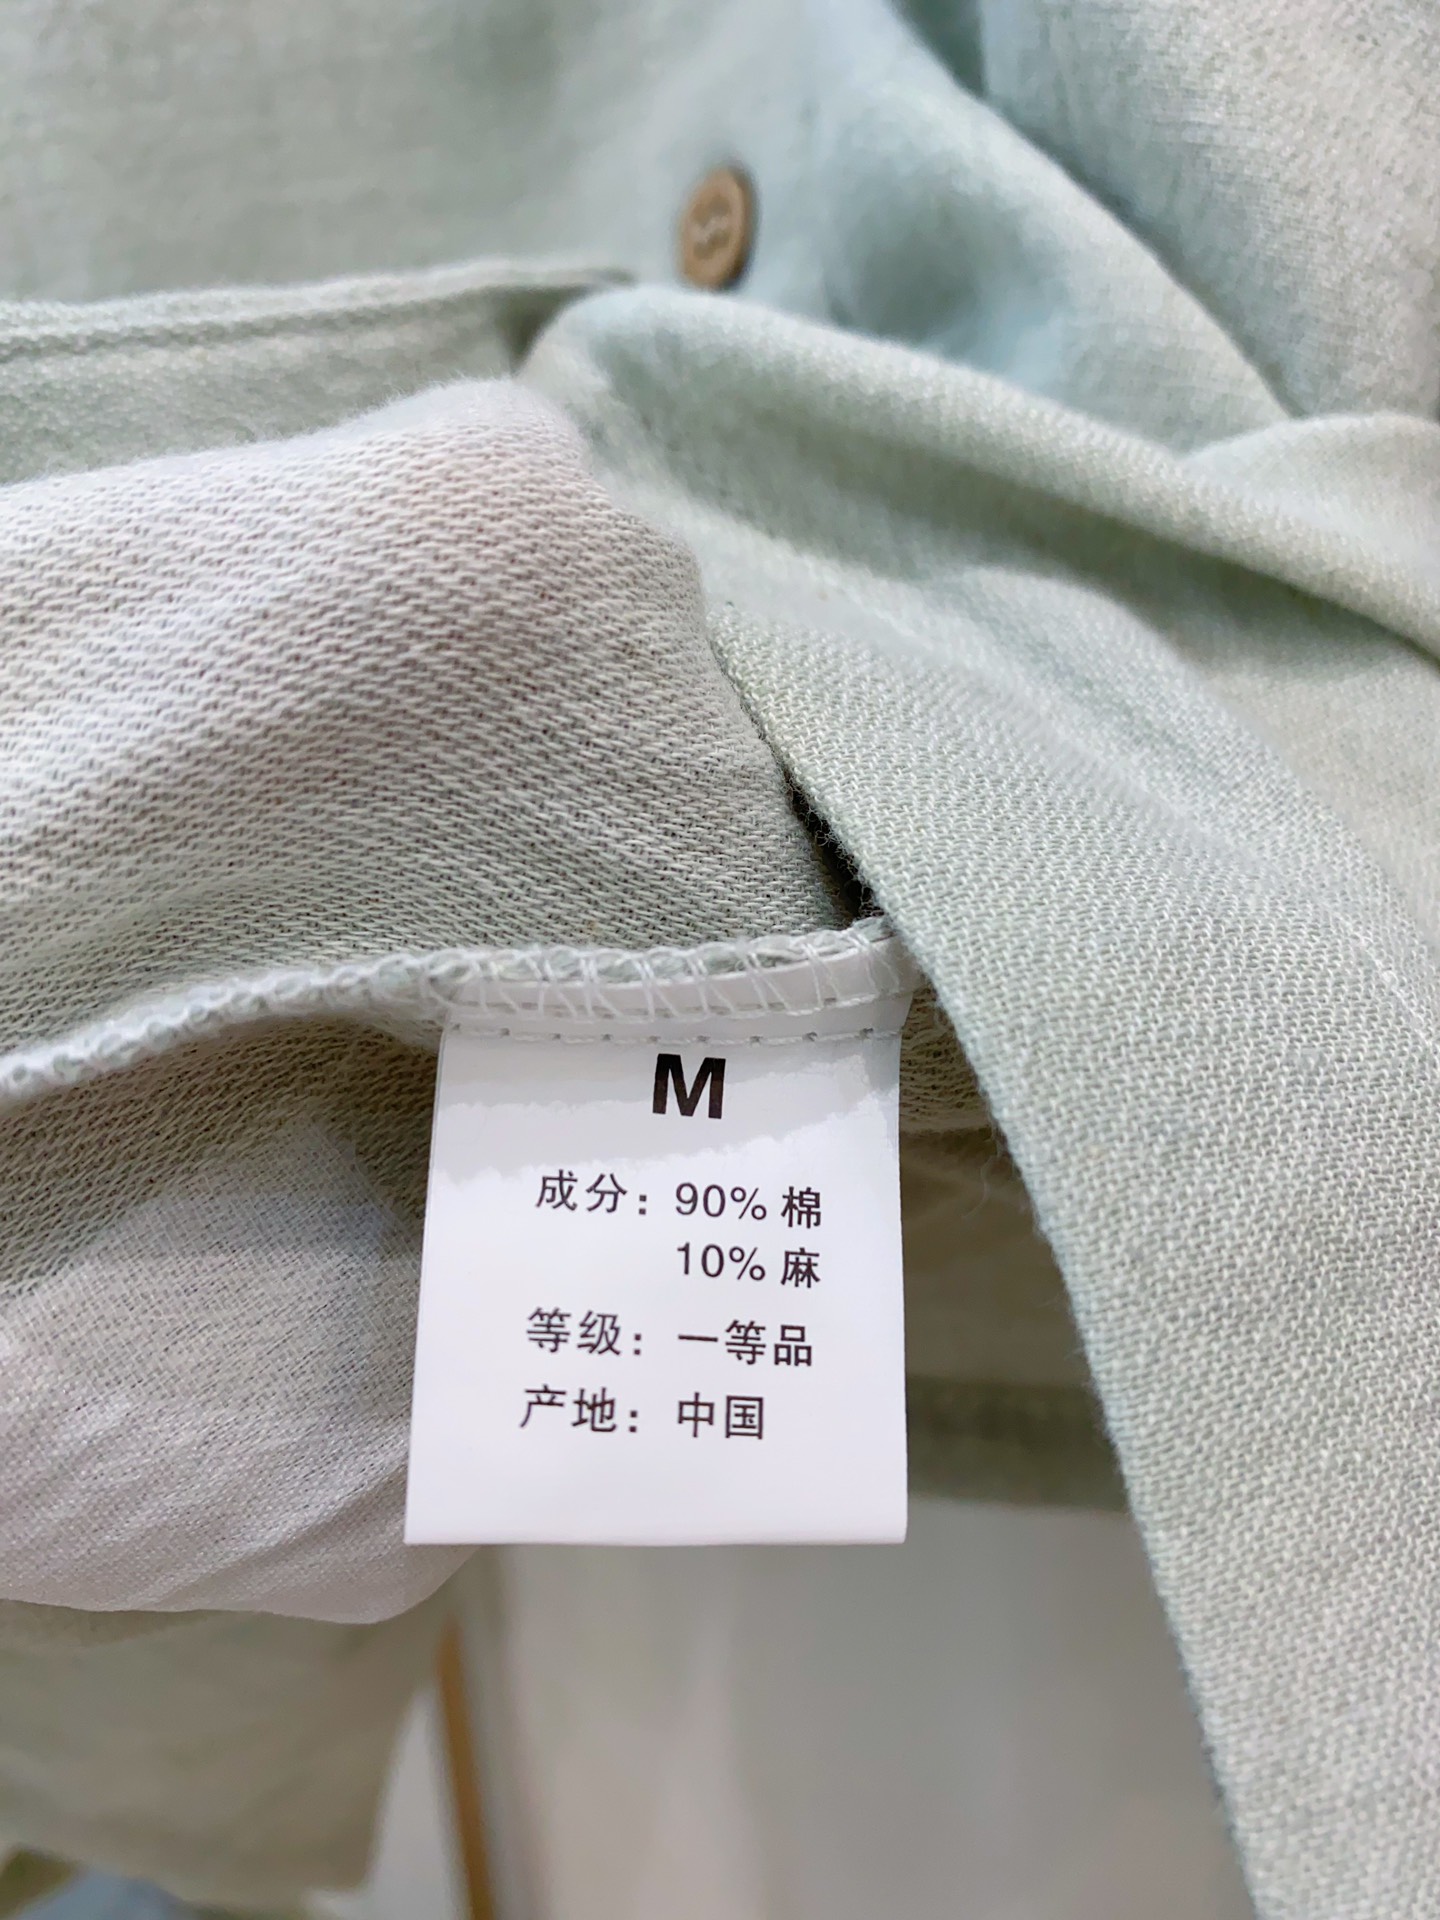 M
成分：90% 棉
10% 麻
等级：一等品
产地：中国